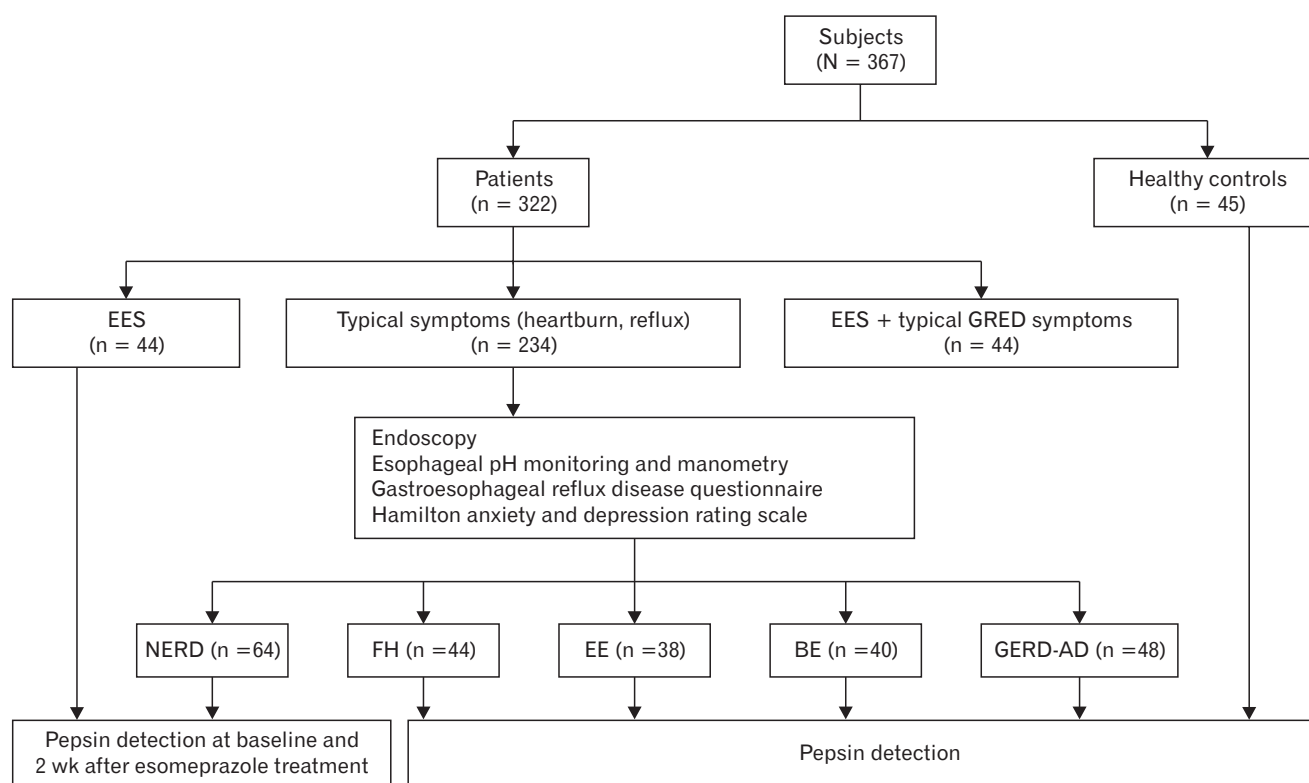 Subjects
(N = 367)
Patients
(n = 322)
Healthy controls
(n = 45)
EES
(n = 44)
Typical symptoms (heartburn, reflux)
(n = 234)
EES + typical GRED symptoms
(n = 44)
Endoscopy
Esophageal pH monitoring and manometry
Gastroesophageal reflux disease questionnaire
Hamilton anxiety and depression rating scale
NERD (n =64)
FH (n =44)
EE (n =38)
BE (n =40)
GERD-AD (n =48)
Pepsin detection at baseline and
2 wk after esomeprazole treatment
Pepsin detection